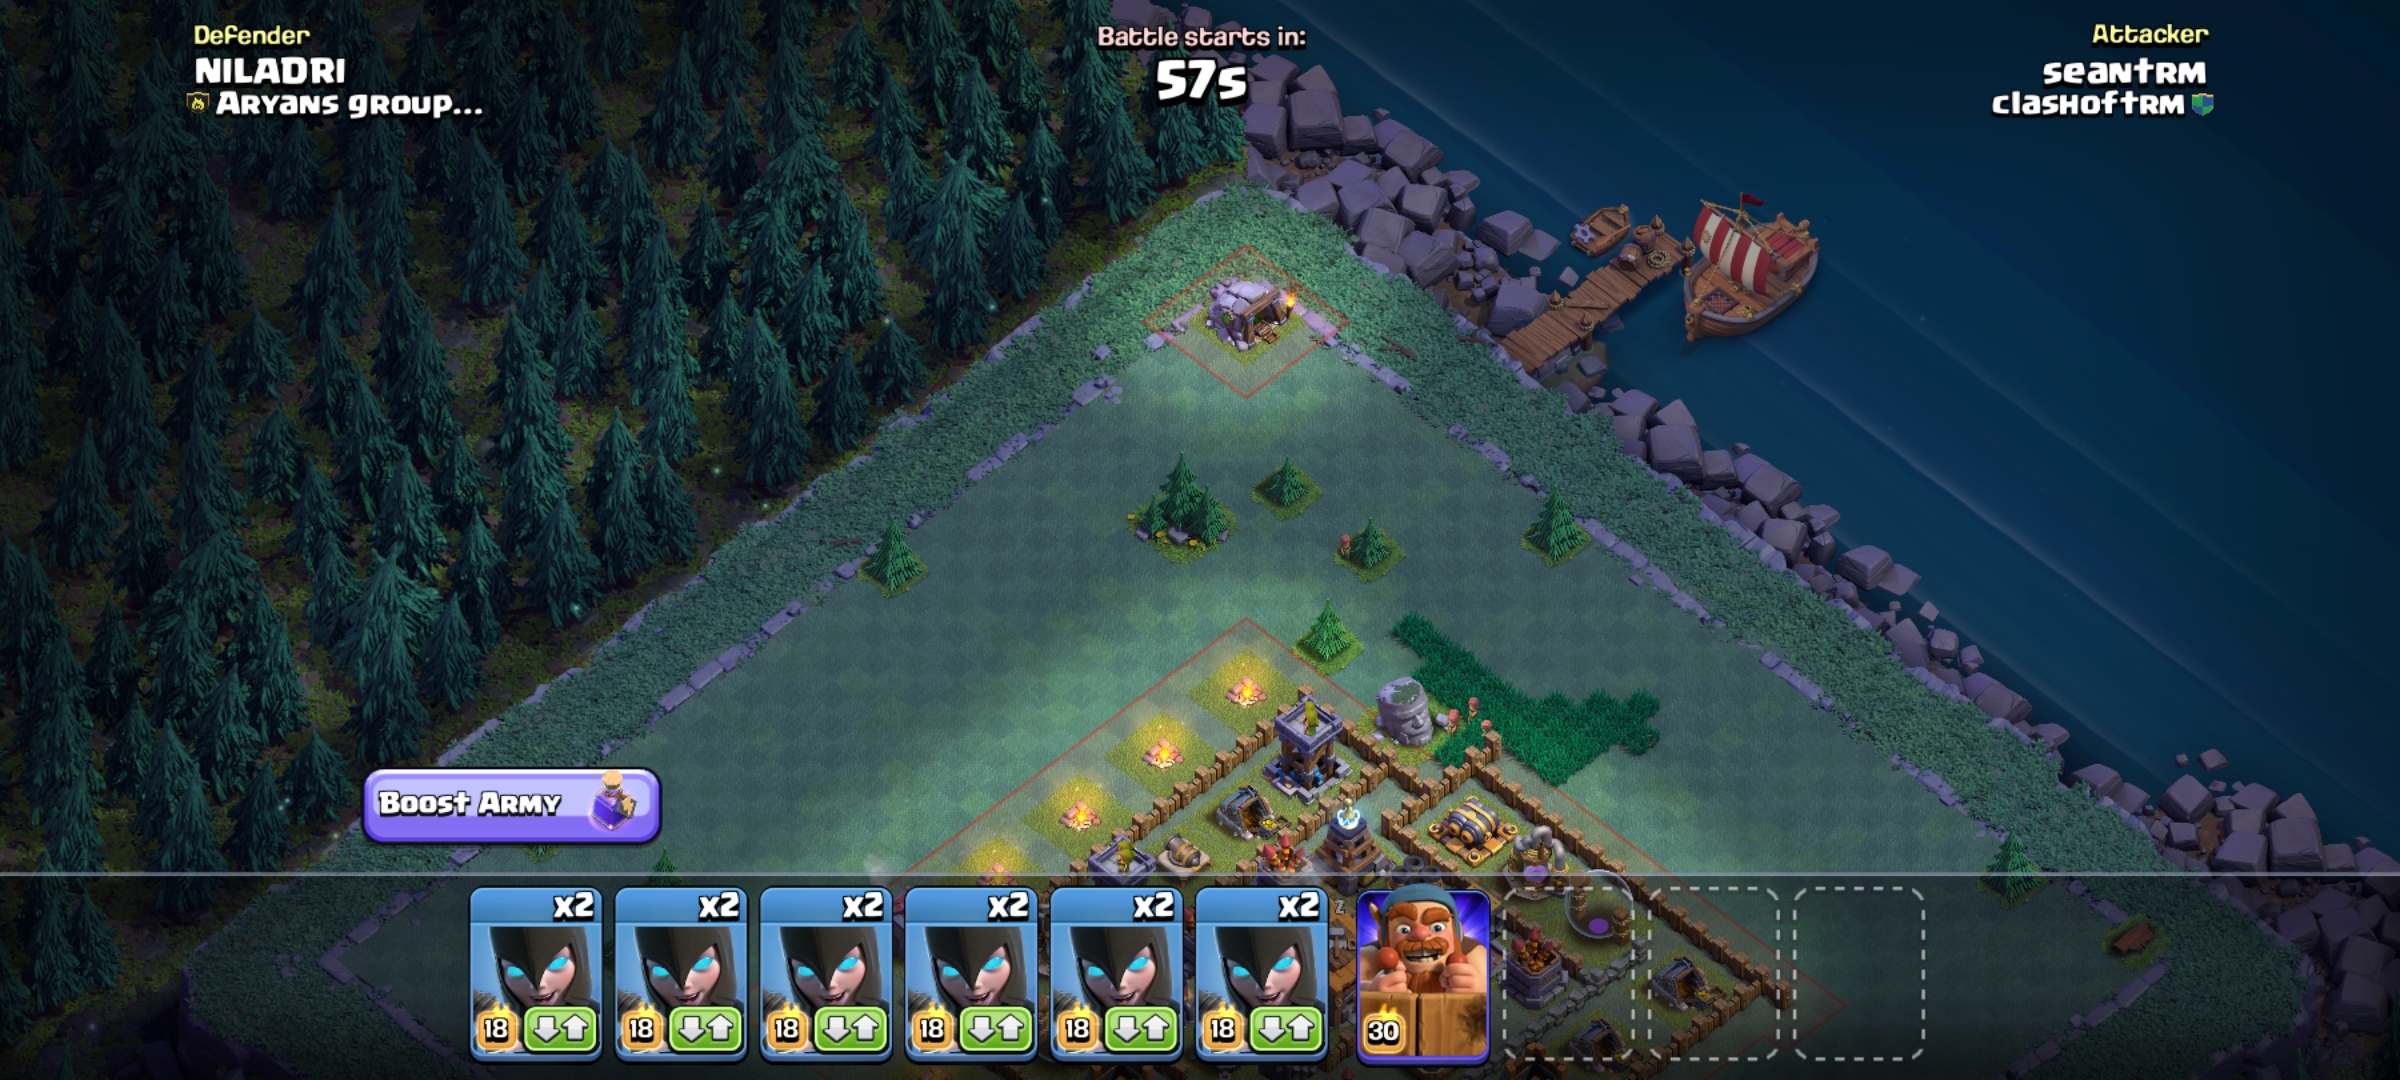 Defender
NILADRI
ARYANS GROUP...
Battle starts in:
57s
Attacker
seantRM
clashoftRM
Boost Army
x2
x2
x2
x2
x2
x2
18
18
18
18
18
18
30